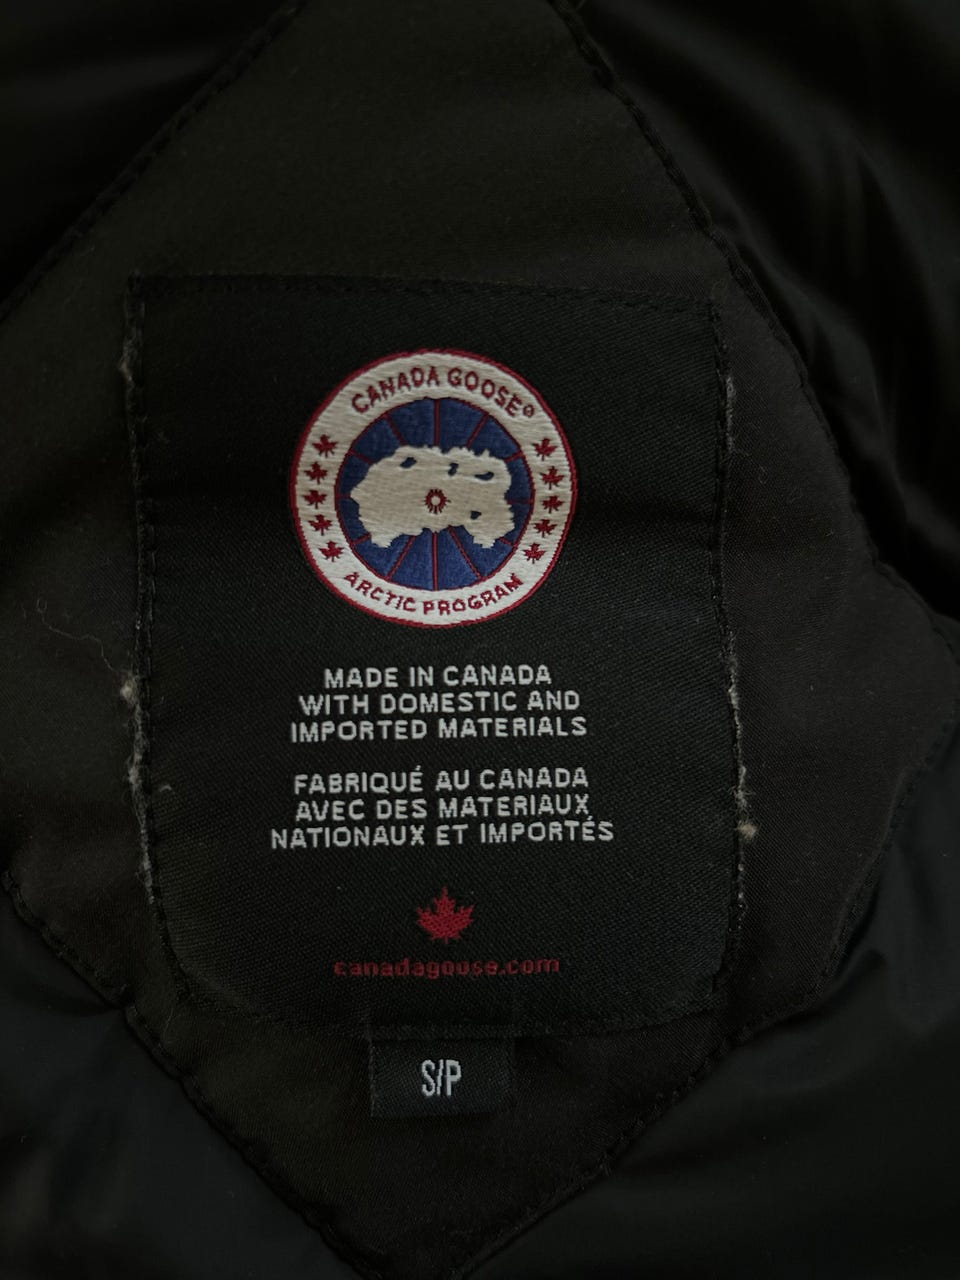 CANADA GOOSE®
ARCTIC PROGRAM
MADE IN CANADA
WITH DOMESTIC AND
IMPORTED MATERIALS
FABRIQUÉ AU CANADA
AVEC DES MATERIAUX
NATIONAUX ET IMPORTÉS
canadagoose.com
S/P